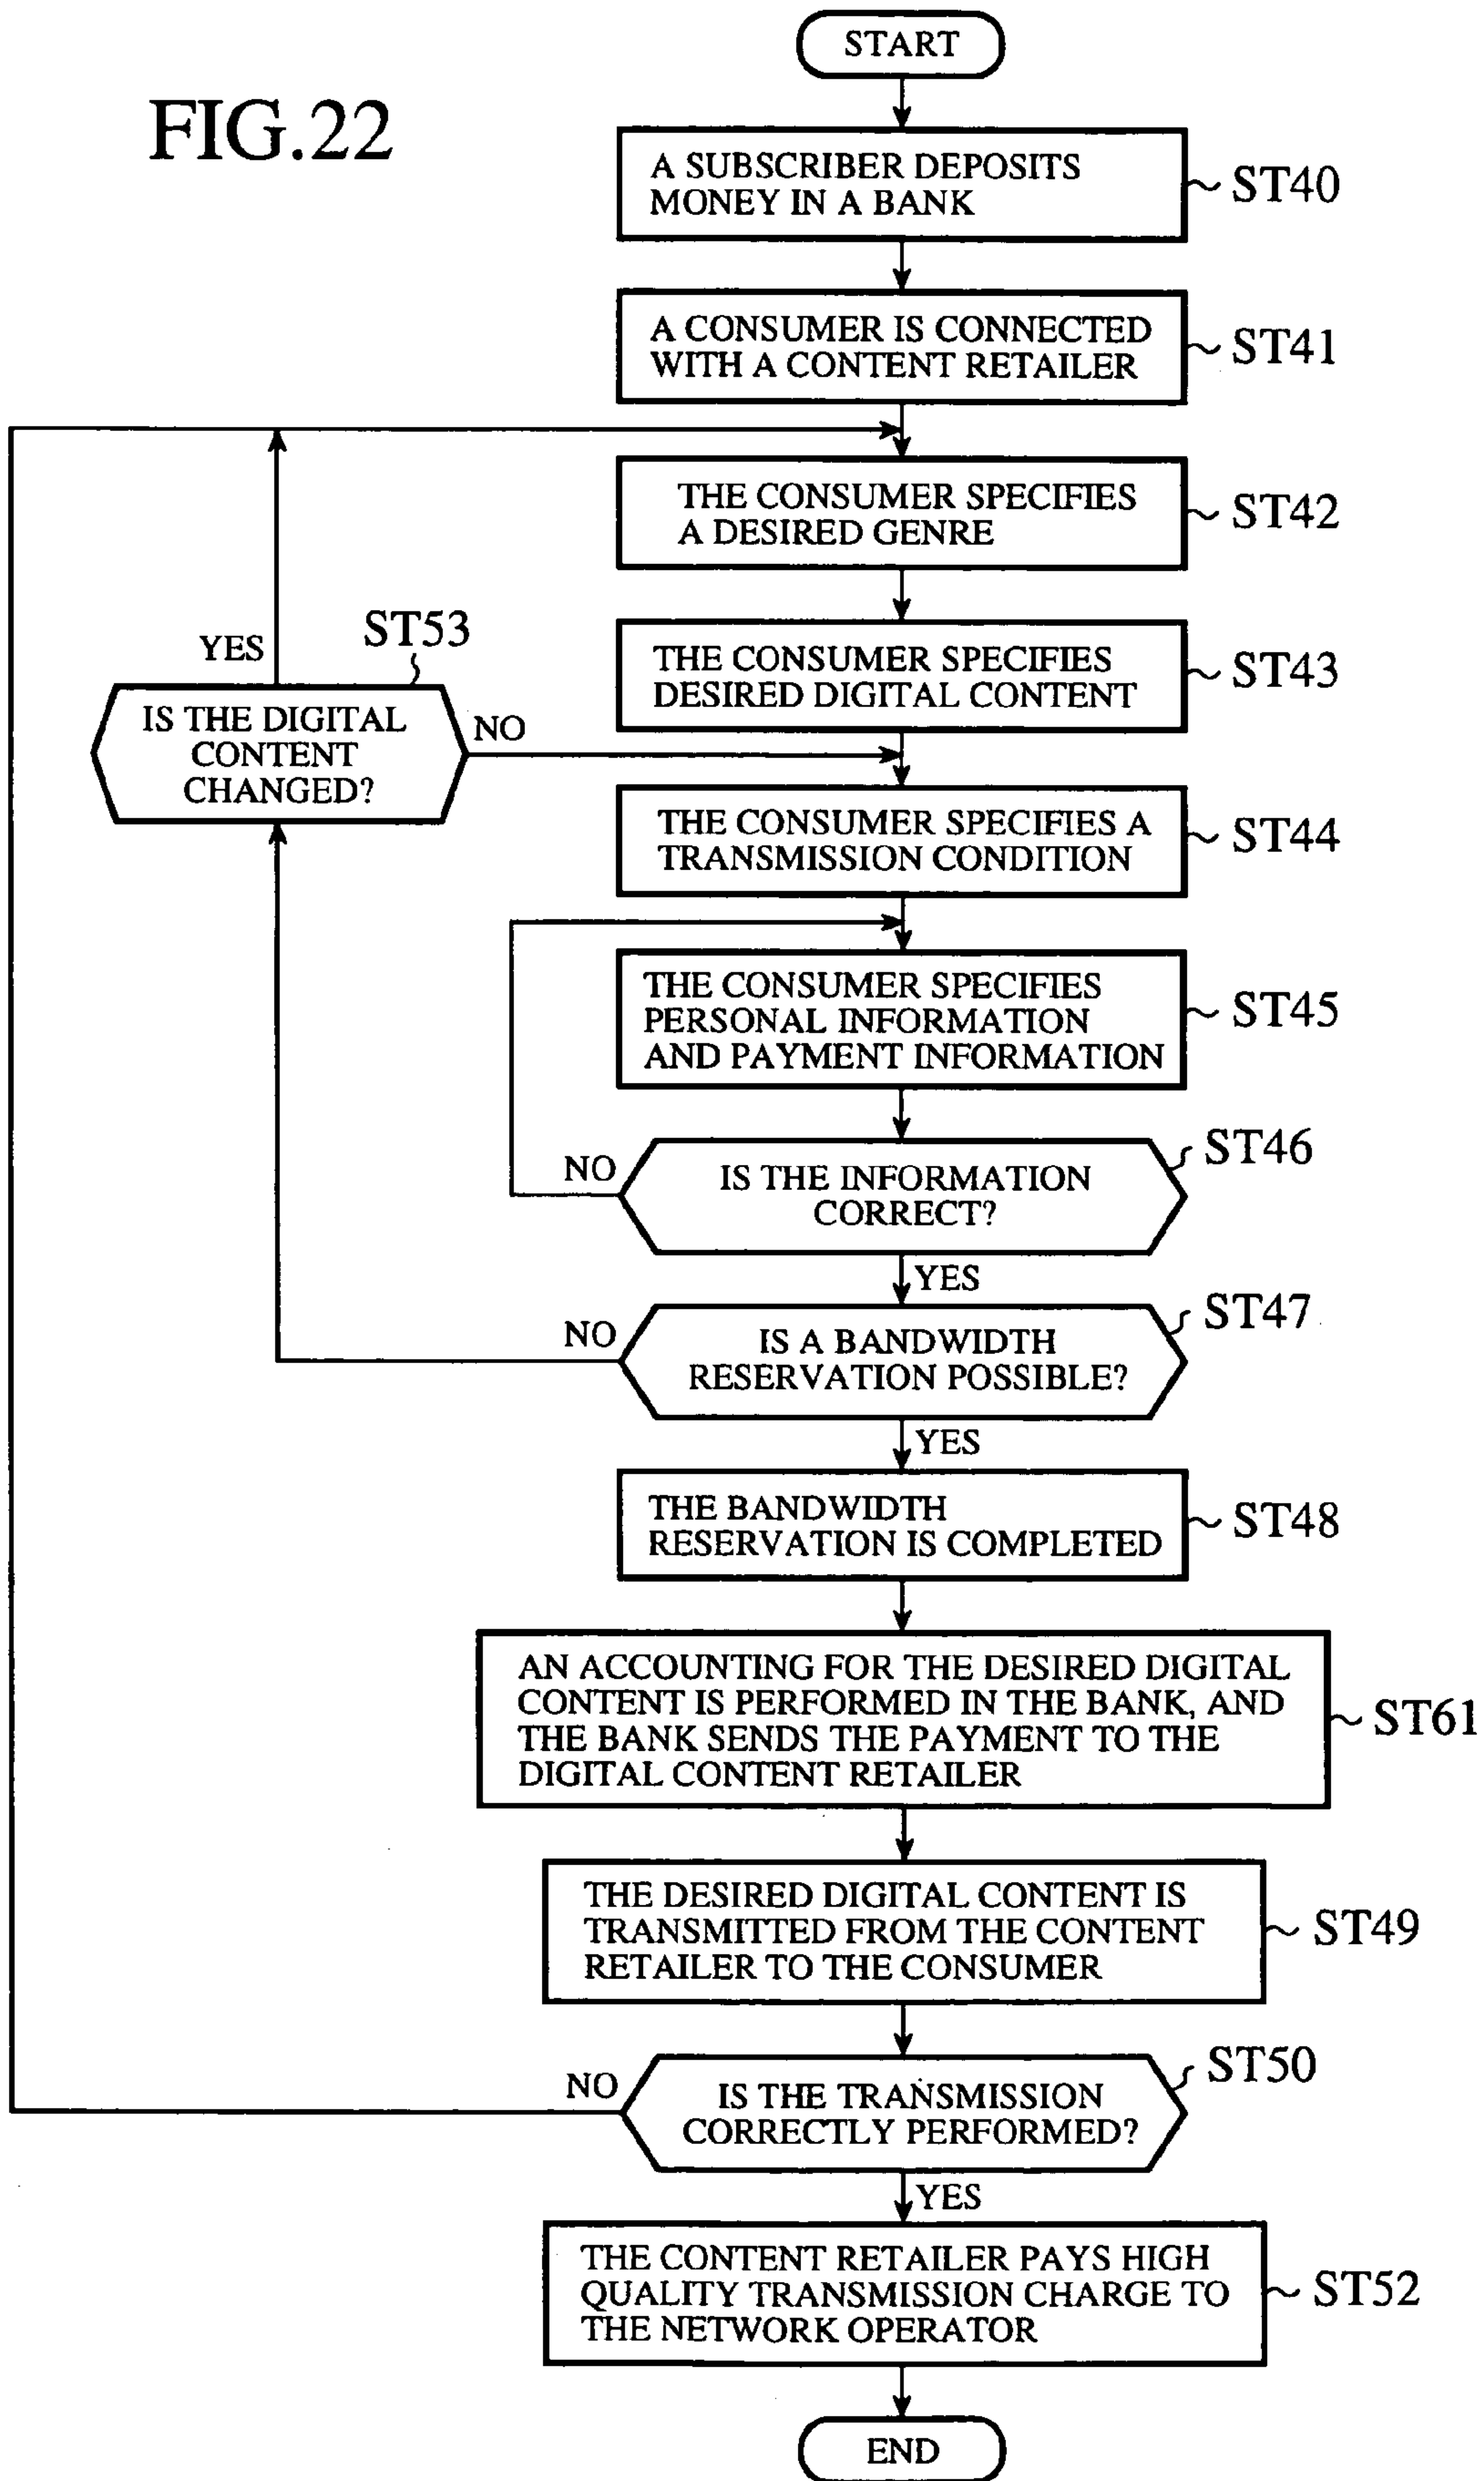 START
FIG.22
A SUBSCRIBER DEPOSITS
MONEY IN A BANK
ST40
A CONSUMER IS CONNECTED
WITH A CONTENT RETAILER
ST41
THE CONSUMER SPECIFIES
A DESIRED GENRE
ST42
YES
ST53
THE CONSUMER SPECIFIES
DESIRED DIGITAL CONTENT
ST43
IS THE DIGITAL
CONTENT
CHANGED?
NO
THE CONSUMER SPECIFIES A
TRANSMISSION CONDITION
ST44
THE CONSUMER SPECIFIES
PERSONAL INFORMATION
AND PAYMENT INFORMATION
ST45
NO
IS THE INFORMATION
CORRECT?
ST46
YES
NO
IS A BANDWIDTH
RESERVATION POSSIBLE?
ST47
YES
THE BANDWIDTH
RESERVATION IS COMPLETED
ST48
AN ACCOUNTING FOR THE DESIRED DIGITAL
CONTENT IS PERFORMED IN THE BANK, AND
THE BANK SENDS THE PAYMENT TO THE
DIGITAL CONTENT RETAILER
ST61
THE DESIRED DIGITAL CONTENT IS
TRANSMITTED FROM THE CONTENT
RETAILER TO THE CONSUMER
ST49
NO
IS THE TRANSMISSION
CORRECTLY PERFORMED?
ST50
YES
THE CONTENT RETAILER PAYS HIGH
QUALITY TRANSMISSION CHARGE TO
THE NETWORK OPERATOR
ST52
END